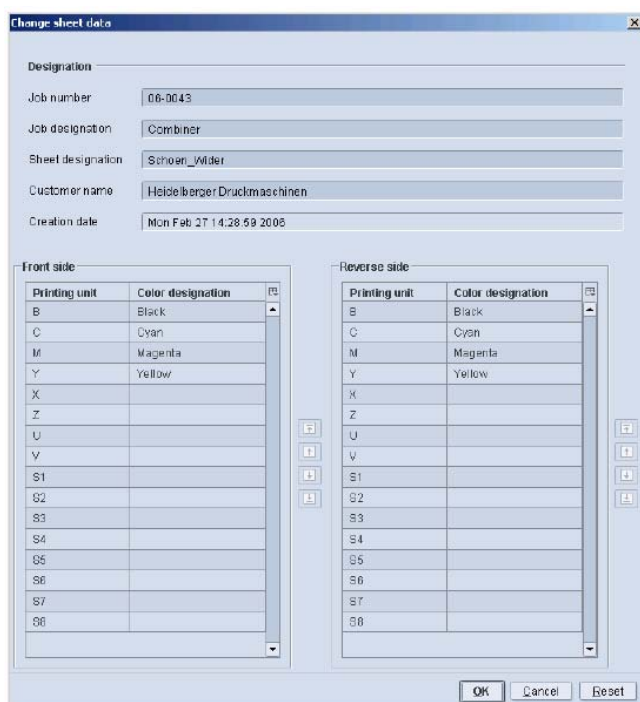 Change sheet data
Designation
Job number 06-0043
Job designation Combiner
Sheet designation Schoen_Wider
Customer name Heidelberger Druckmaschinen
Creation date Mon Feb 27 14:28:59 2006
Front side
Printing unit Color designation
B Black
C Cyan
M Magenta
Y Yellow
X
Z
U
V
S1
S2
S3
S4
S5
S6
S7
S8
Reverse side
Printing unit Color designation
B Black
C Cyan
M Magenta
Y Yellow
X
Z
U
V
S1
S2
S3
S4
S5
S6
S7
S8
OK Cancel Reset